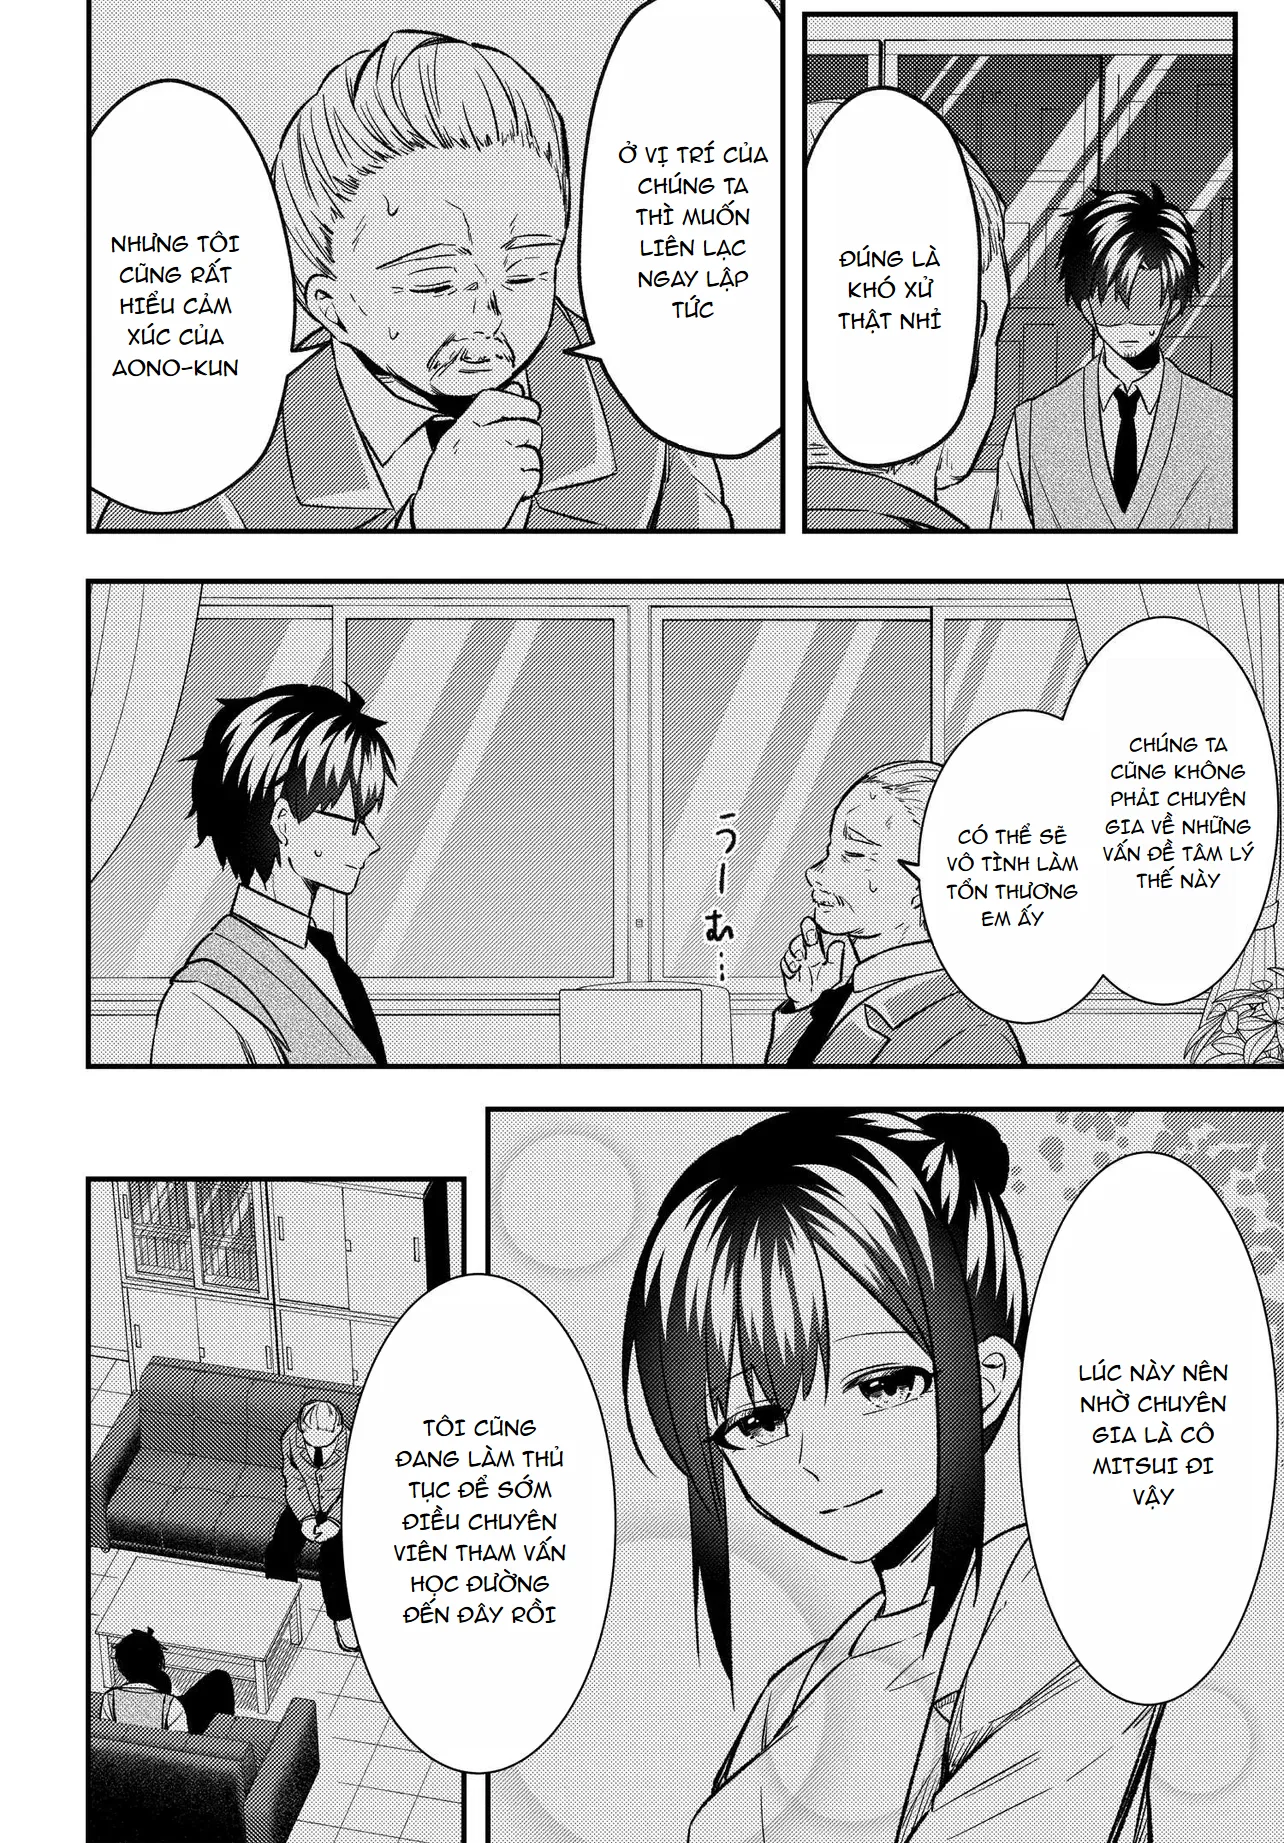 ĐÚNG LÀ
KHÓ XỬ
THẬT NHỈ
Ở VỊ TRÍ CỦA
CHÚNG TA
THÌ MUỐN
LIÊN LẠC
NGAY LẬP
TỨC
NHƯNG TÔI
CŨNG RẤT
HIỂU CẢM
XÚC CỦA
AONO-KUN
CHÚNG TA
CŨNG KHÔNG
PHẢI CHUYÊN
GIA VỀ NHỮNG
VẤN ĐỀ TÂM LÝ
THẾ NÀY
CÓ THỂ SẼ
VÔ TÌNH LÀM
TỔN THƯƠNG
EM ẤY
うーむ…
LÚC NÀY NÊN
NHỜ CHUYÊN
GIA LÀ CÔ
MITSUI ĐI
VẬY
TÔI CŨNG
ĐANG LÀM THỦ
TỤC ĐỂ SỚM
ĐIỀU CHUYÊN
VIÊN THAM VẤN
HỌC ĐƯỜNG
ĐẾN ĐÂY RỒI